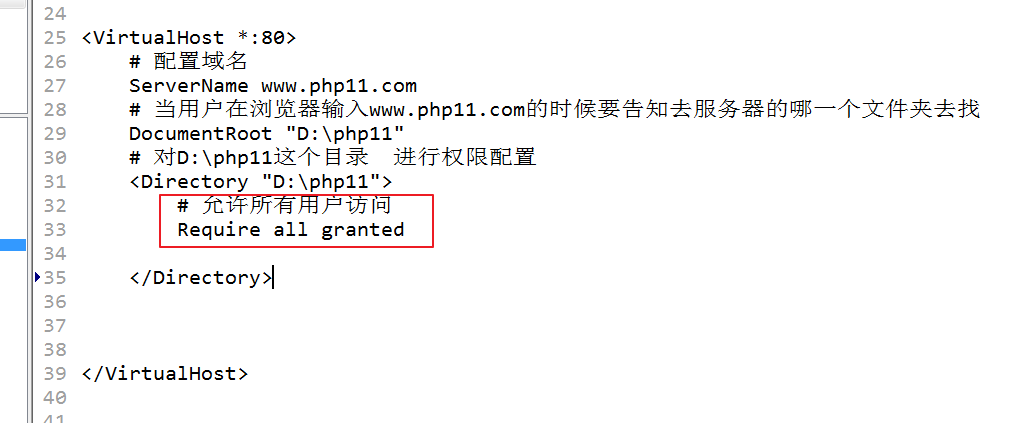 24
25 <VirtualHost *:80>
26 # 配置域名
27 ServerName www.php11.com
28 # 当用户在浏览器输入www.php11.com的时候要告知去服务器的哪一个文件夹去找
29 DocumentRoot "D:\php11"
30 # 对D:\php11这个目录  进行权限配置
31 <Directory "D:\php11">
32 # 允许所有用户访问
33 Require all granted
34
35 </Directory>
36
37
38
39 </VirtualHost>
40
41